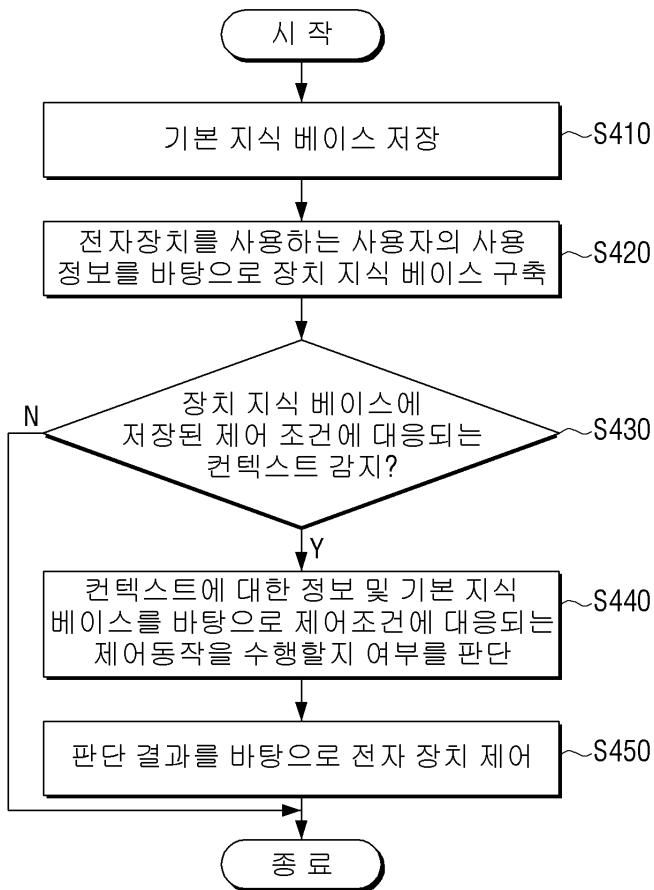 시 작
기본 지식 베이스 저장
S410
전자장치를 사용하는 사용자의 사용
정보를 바탕으로 장치 지식 베이스 구축
S420
장치 지식 베이스에
저장된 제어 조건에 대응되는
컨텍스트 감지?
S430
N
Y
컨텍스트에 대한 정보 및 기본 지식
베이스를 바탕으로 제어조건에 대응되는
제어동작을 수행할지 여부를 판단
S440
판단 결과를 바탕으로 전자 장치 제어
S450
종 료